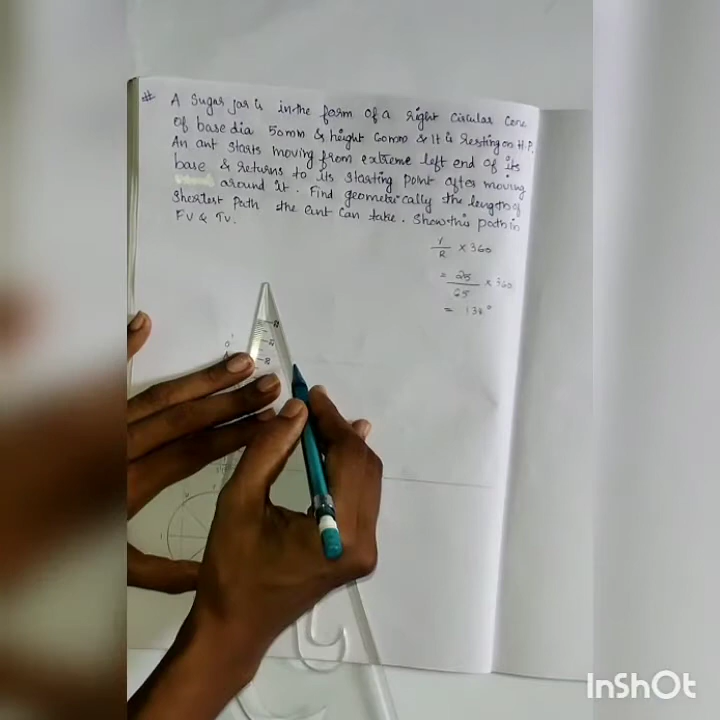 # A Sugar jar is in the form of a right circular Cone
of base dia 50mm & height 60mm & It is resting on H.P.
An ant starts moving from extreme left end of its
base & returns to its starting point after moving
around it. Find geometrically the length of
shortest path the ant can take. Show this path in
FV & TV.
r/R × 360
= 25/65 × 360
= 138°
O'
1
InShOt